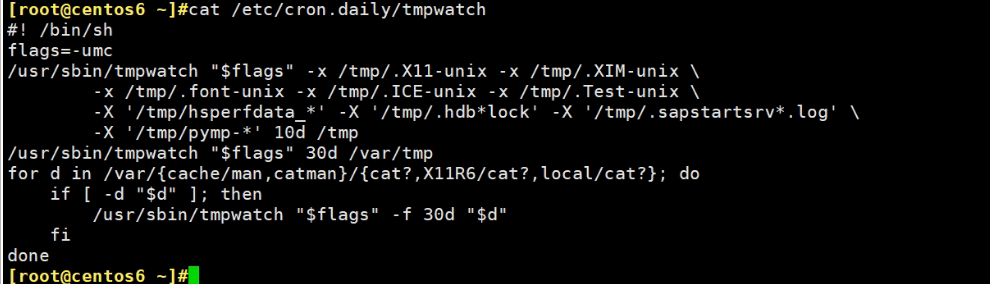 [root@centos6 ~]#cat /etc/cron.daily/tmpwatch
#! /bin/sh
flags=-umc
/usr/sbin/tmpwatch "$flags" -x /tmp/.X11-unix -x /tmp/.XIM-unix \
        -x /tmp/.font-unix -x /tmp/.ICE-unix -x /tmp/.Test-unix \
        -X '/tmp/hsperfdata_*' -X '/tmp/.hdb*lock' -X '/tmp/.sapstartsrv*.log' \
        -X '/tmp/pymp-*' 10d /tmp
/usr/sbin/tmpwatch "$flags" 30d /var/tmp
for d in /var/{cache/man,catman}/{cat?,X11R6/cat?,local/cat?}; do
    if [ -d "$d" ]; then
        /usr/sbin/tmpwatch "$flags" -f 30d "$d"
    fi
done
[root@centos6 ~]#